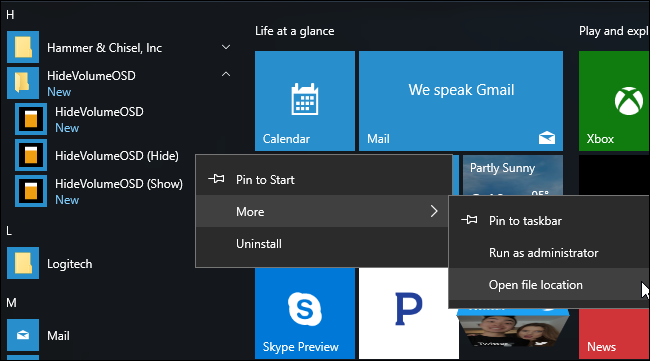 H
Hammer & Chisel, Inc
HideVolumeOSD
New
HideVolumeOSD
New
HideVolumeOSD (Hide)
HideVolumeOSD (Show)
New
L
Logitech
M
Mail
Life at a glance
Play and expl
Calendar
We speak Gmail
Mail
Xbox
Partly Sunny
95°
Pin to Start
More
Uninstall
Pin to taskbar
Run as administrator
Open file location
Skype Preview
P
Twitter
News